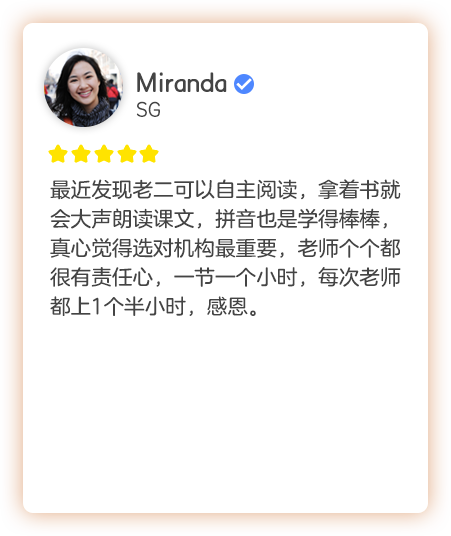 Miranda
SG
最近发现老二可以自主阅读，拿着书就
会大声朗读课文，拼音也是学得棒棒，
真心觉得选对机构最重要，老师个个都
很有责任心，一节一个小时，每次老师
都上1个半小时，感恩。